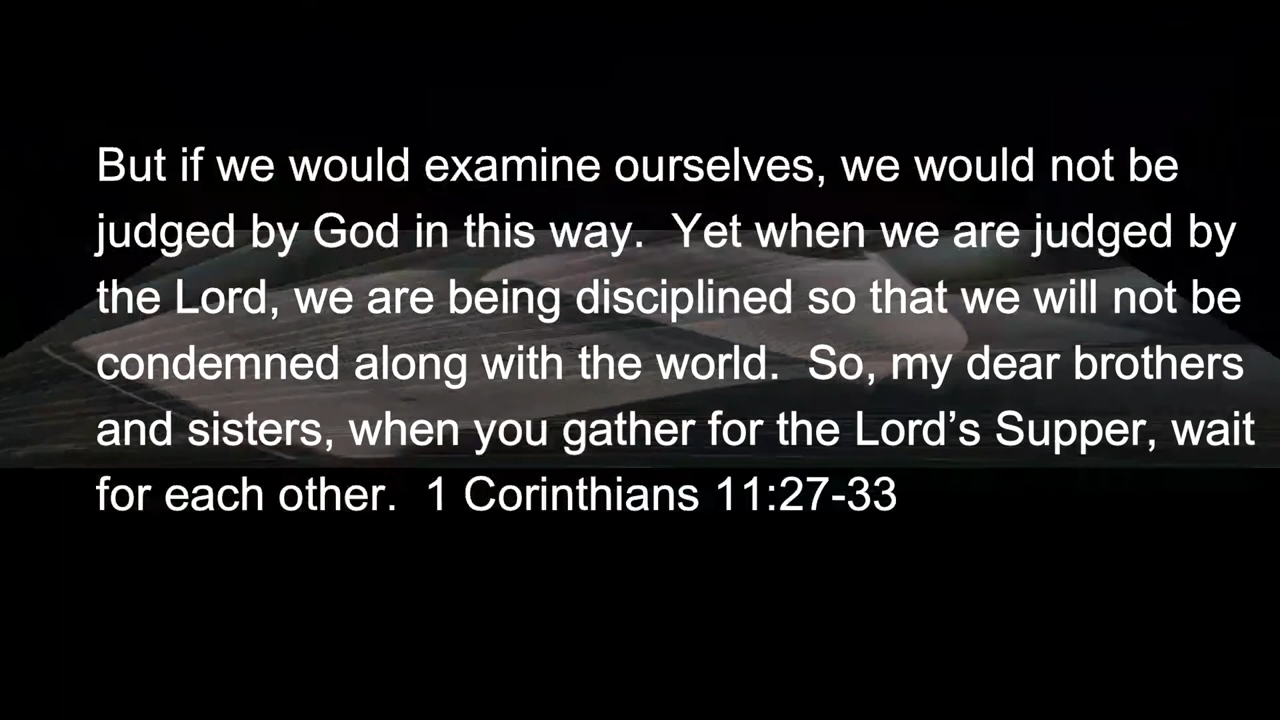 But if we would examine ourselves, we would not be
judged by God in this way.  Yet when we are judged by
the Lord, we are being disciplined so that we will not be
condemned along with the world.  So, my dear brothers
and sisters, when you gather for the Lord’s Supper, wait
for each other.  1 Corinthians 11:27-33